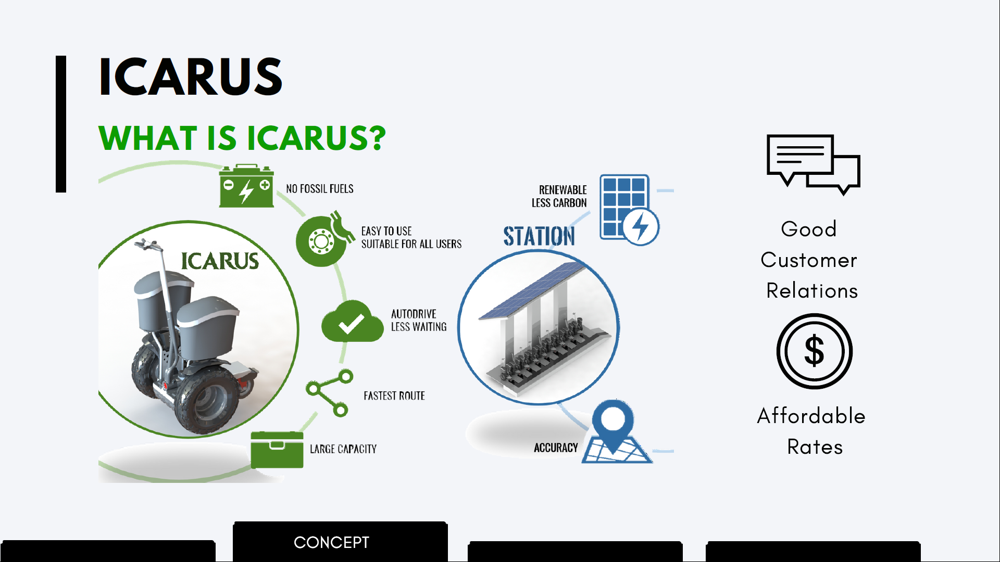 ICARUS
WHAT IS ICARUS?
NO FOSSIL FUELS
EASY TO USE
SUITABLE FOR ALL USERS
ICARUS
AUTODRIVE
LESS WAITING
FASTEST ROUTE
LARGE CAPACITY
RENEWABLE
LESS CARBON
STATION
ACCURACY
Good
Customer
Relations
$
Affordable
Rates
CONCEPT